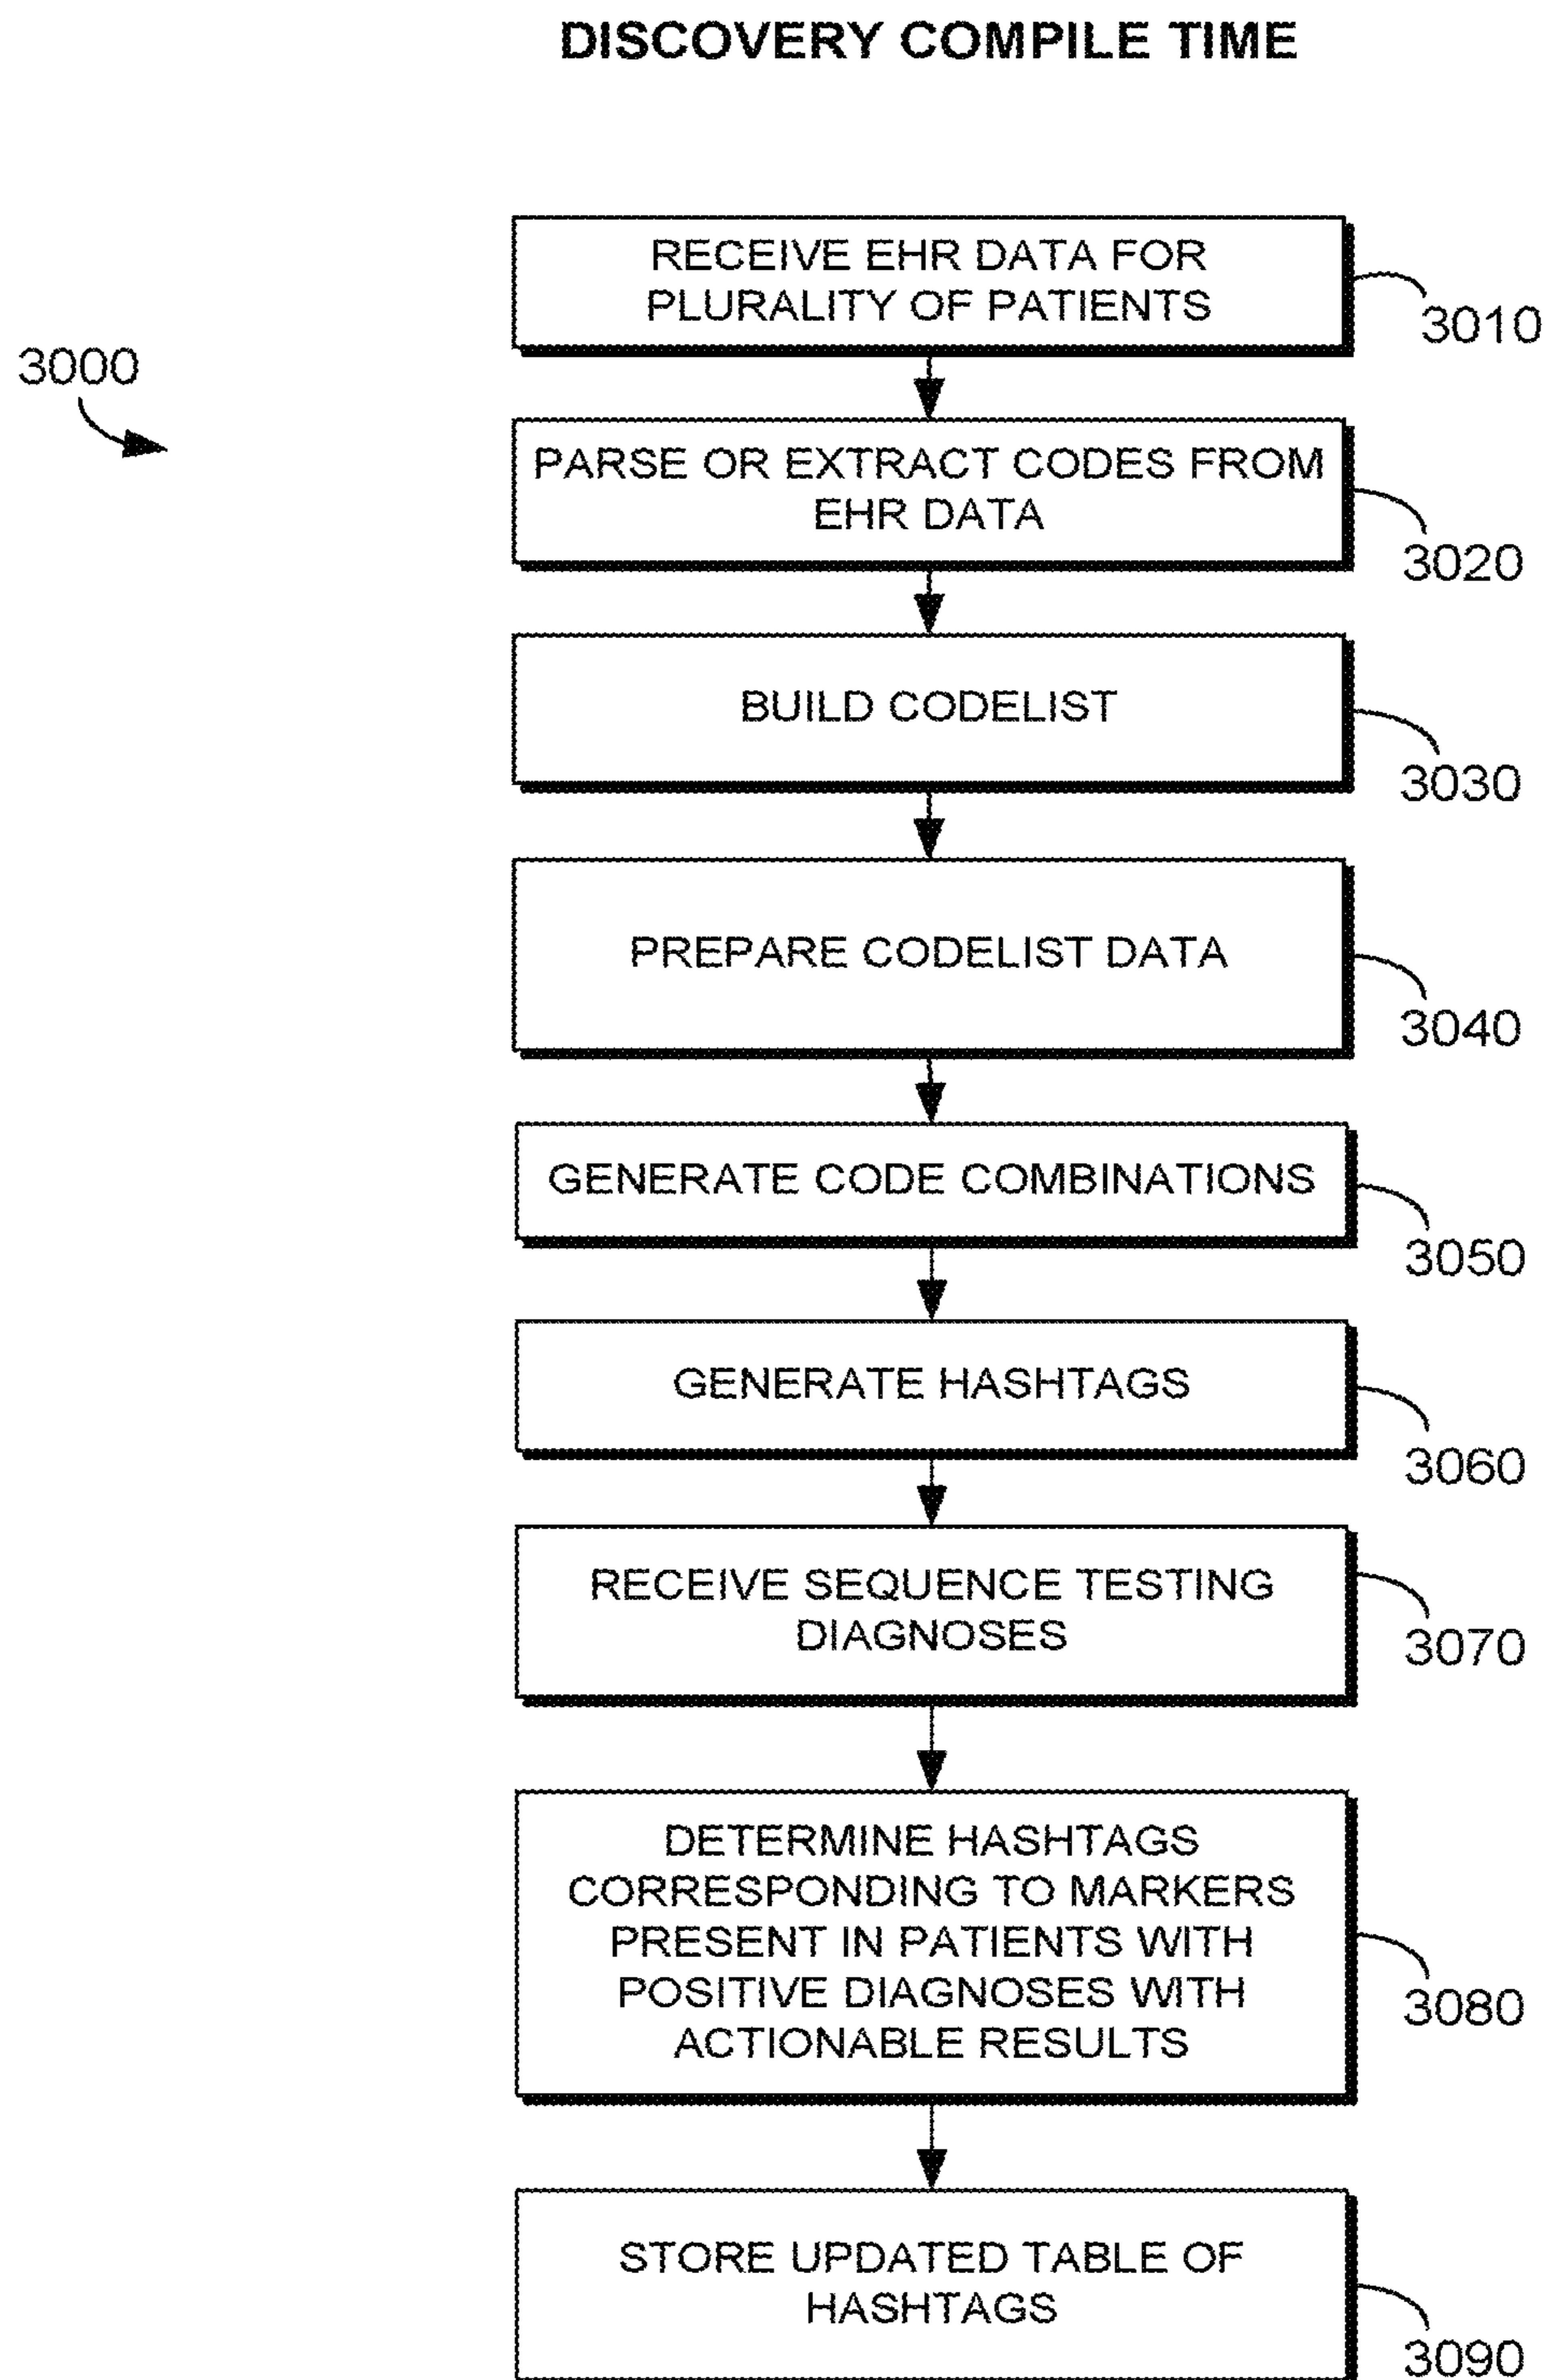 DISCOVERY COMPILE TIME
3000
RECEIVE EHR DATA FOR
PLURALITY OF PATIENTS
3010
PARSE OR EXTRACT CODES FROM
EHR DATA
3020
BUILD CODELIST
3030
PREPARE CODELIST DATA
3040
GENERATE CODE COMBINATIONS
3050
GENERATE HASHTAGS
3060
RECEIVE SEQUENCE TESTING
DIAGNOSES
3070
DETERMINE HASHTAGS
CORRESPONDING TO MARKERS
PRESENT IN PATIENTS WITH
POSITIVE DIAGNOSES WITH
ACTIONABLE RESULTS
3080
STORE UPDATED TABLE OF
HASHTAGS
3090